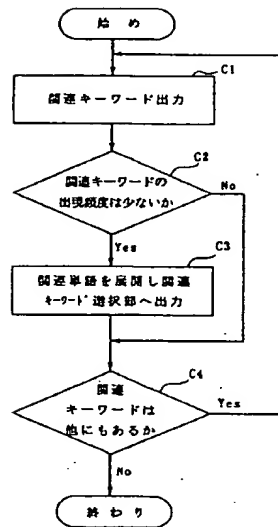 始め
C1
関連キーワード出力
C2
関連キーワードの
出現頻度は少ないか
No
Yes
C3
関連単語を展開し関連
キーワード選択部へ出力
C4
関連
キーワードは
他にもあるか
Yes
No
終わり